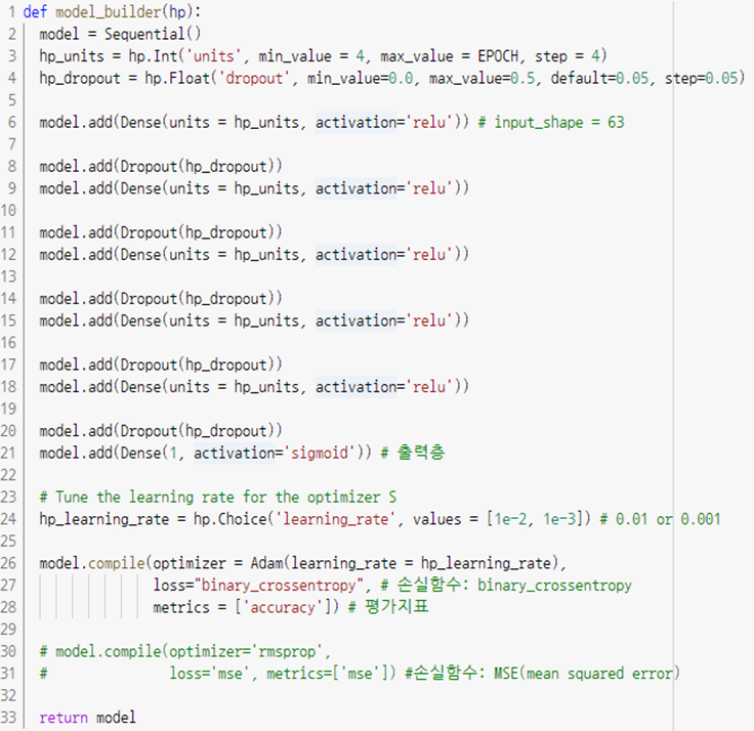 1 def model_builder(hp):
2 model = Sequential()
3 hp_units = hp.Int('units', min_value = 4, max_value = EPOCH, step = 4)
4 hp_dropout = hp.Float('dropout', min_value=0.0, max_value=0.5, default=0.05, step=0.05)
5
6 model.add(Dense(units = hp_units, activation='relu')) # input_shape = 63
7
8 model.add(Dropout(hp_dropout))
9 model.add(Dense(units = hp_units, activation='relu'))
10
11 model.add(Dropout(hp_dropout))
12 model.add(Dense(units = hp_units, activation='relu'))
13
14 model.add(Dropout(hp_dropout))
15 model.add(Dense(units = hp_units, activation='relu'))
16
17 model.add(Dropout(hp_dropout))
18 model.add(Dense(units = hp_units, activation='relu'))
19
20 model.add(Dropout(hp_dropout))
21 model.add(Dense(1, activation='sigmoid')) # 출력층
22
23 # Tune the learning rate for the optimizer S
24 hp_learning_rate = hp.Choice('learning_rate', values = [1e-2, 1e-3]) # 0.01 or 0.001
25
26 model.compile(optimizer = Adam(learning_rate = hp_learning_rate),
27 loss="binary_crossentropy", # 손실함수: binary_crossentropy
28 metrics = ['accuracy']) # 평가지표
29
30 # model.compile(optimizer='rmsprop',
31 # loss='mse', metrics=['mse']) #손실함수: MSE(mean squared error)
32
33 return model